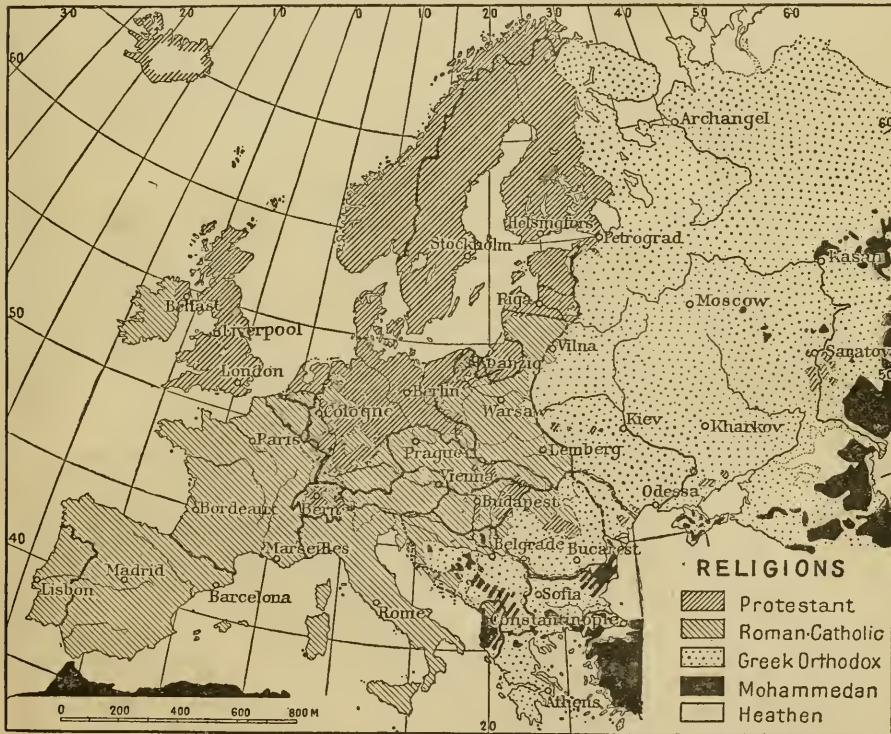 30 20 10 0 10 20 30 40 50 60
60
Archangel
60
Helsingfors
Stockholm
Petrograd
Kasan
Riga
Moscow
Belfast
50
Liverpool
Vilna
Saratov
London
Danzig
50
Berlin
Cologne
Warsaw
Kiev
Kharkov
Paris
Prague
Lemberg
Vienna
Odessa
Bordeaux
Bern
Budapest
40
Marseilles
Belgrade
Bucarest
Madrid
Lisbon
Barcelona
Rome
Sofia
Constantinople
Athens
RELIGIONS
Protestant
Roman-Catholic
Greek Orthodox
Mohammedan
Heathen
0 200 400 600 800 M
20